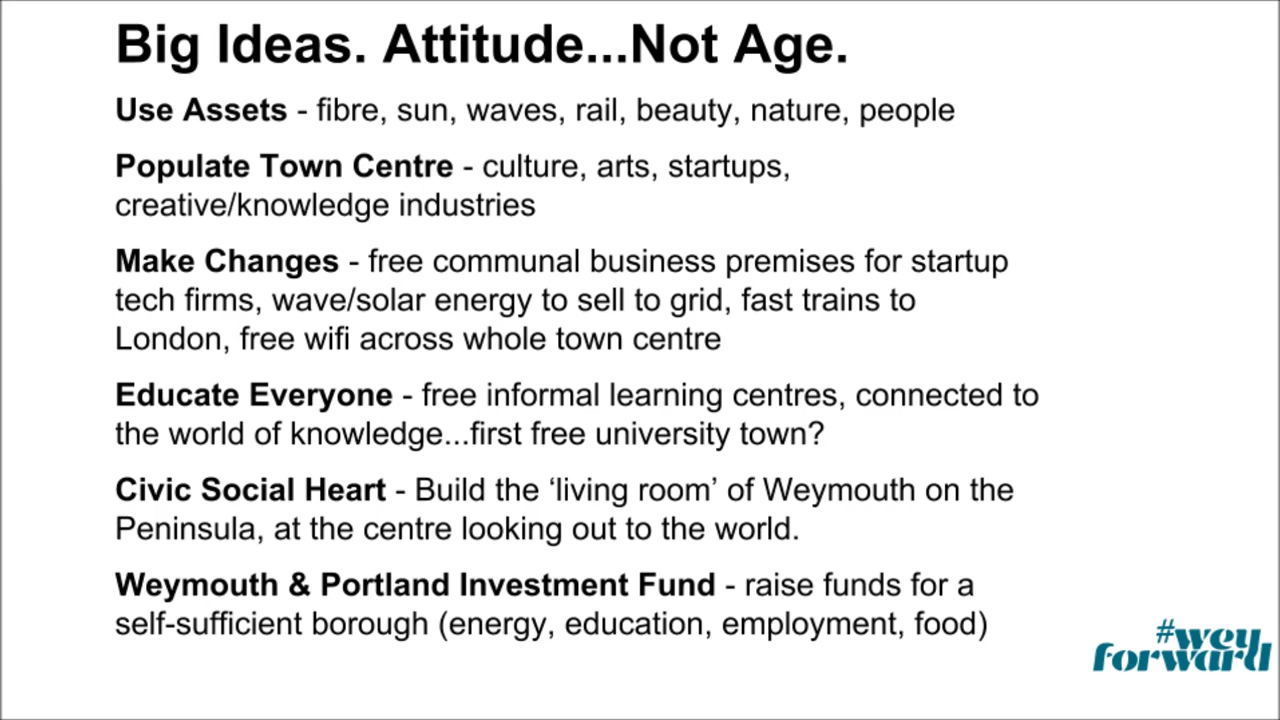 Big Ideas. Attitude...Not Age.
Use Assets - fibre, sun, waves, rail, beauty, nature, people
Populate Town Centre - culture, arts, startups,
creative/knowledge industries
Make Changes - free communal business premises for startup
tech firms, wave/solar energy to sell to grid, fast trains to
London, free wifi across whole town centre
Educate Everyone - free informal learning centres, connected to
the world of knowledge...first free university town?
Civic Social Heart - Build the ‘living room’ of Weymouth on the
Peninsula, at the centre looking out to the world.
Weymouth & Portland Investment Fund - raise funds for a
self-sufficient borough (energy, education, employment, food)
#wey
forward